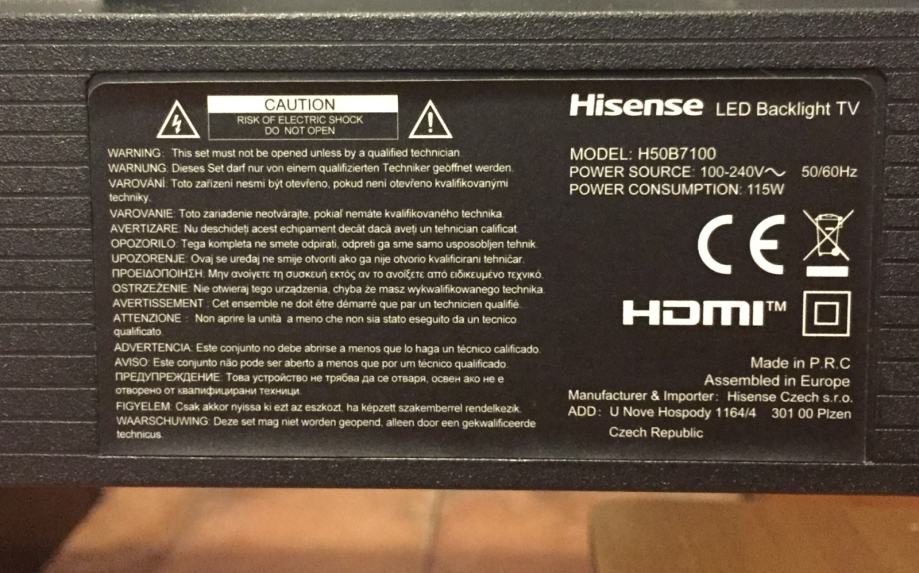 CAUTION
RISK OF ELECTRIC SHOCK
DO NOT OPEN
WARNING: This set must not be opened unless by a qualified technician.
WARNUNG: Dieses Set darf nur von einem qualifizierten Techniker geöffnet werden.
VAROVÁNÍ: Toto zařízení nesmí být otevřeno, pokud není otevřeno kvalifikovanými
techniky.
VAROVANIE: Toto zariadenie neotvárajte, pokiaľ nemáte kvalifikovaného technika.
AVERTIZARE: Nu deschideți acest echipament decât dacă aveți un tehnician calificat.
OPOZORILO: Tega kompleta ne smete odpirati, odpreti ga sme samo usposobljen tehnik.
UPOZORENJE: Ovaj se uređaj ne smije otvoriti ako ga nije otvorio kvalificirani tehničar.
ΠΡΟΕΙΔΟΠΟΙΗΣΗ: Μην ανοίγετε τη συσκευή εκτός αν το ανοίξετε από ειδικευμένο τεχνικό.
OSTRZEŻENIE: Nie otwieraj tego urządzenia, chyba że masz wykwalifikowanego technika.
AVERTISSEMENT : Cet ensemble ne doit être démarré que par un technicien qualifié.
ATTENZIONE : Non aprire la unità a meno che non sia stato eseguito da un tecnico
qualificato.
ADVERTENCIA: Este conjunto no debe abrirse a menos que lo haga un técnico calificado.
AVISO: Este conjunto não pode ser aberto a menos que por um técnico qualificado.
ПРЕДУПРЕЖДЕНИЕ: Това устройство не трябва да се отваря, освен ако не е
отворено от квалифицирани техници.
FIGYELEM: Csak akkor nyissa ki ezt az eszközt, ha képzett szakemberrel rendelkezik.
WAARSCHUWING: Deze set mag niet worden geopend, alleen door een gekwalificeerde
technicus.
Hisense LED Backlight TV
MODEL: H50B7100
POWER SOURCE: 100-240V～ 50/60Hz
POWER CONSUMPTION: 115W
CE
HDMI™
Made in P.R.C
Assembled in Europe
Manufacturer & Importer: Hisense Czech s.r.o.
ADD: U Nove Hospody 1164/4 301 00 Plzen
Czech Republic